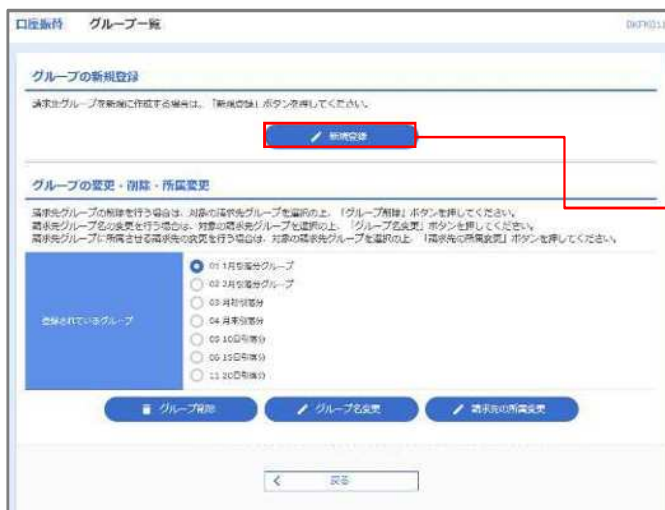 口座振替 グループ一覧 DKFK011
グループの新規登録
請求先グループを新規に作成する場合は、「新規登録」ボタンを押してください。
新規登録
グループの変更・削除・所属変更
請求先グループの削除を行う場合は、対象の請求先グループを選択の上、「グループ削除」ボタンを押してください。
請求先グループ名の変更を行う場合は、対象の請求先グループを選択の上、「グループ名変更」ボタンを押してください。
請求先グループに所属させる請求先の変更を行う場合は、対象の請求先グループを選択の上、「請求先の所属変更」ボタンを押してください。
登録されているグループ
01 1月引落分グループ
02 2月引落分グループ
03 月初引落分
04 月末引落分
05 10日引落分
06 15日引落分
11 20日引落分
グループ削除 グループ名変更 請求先の所属変更
戻る